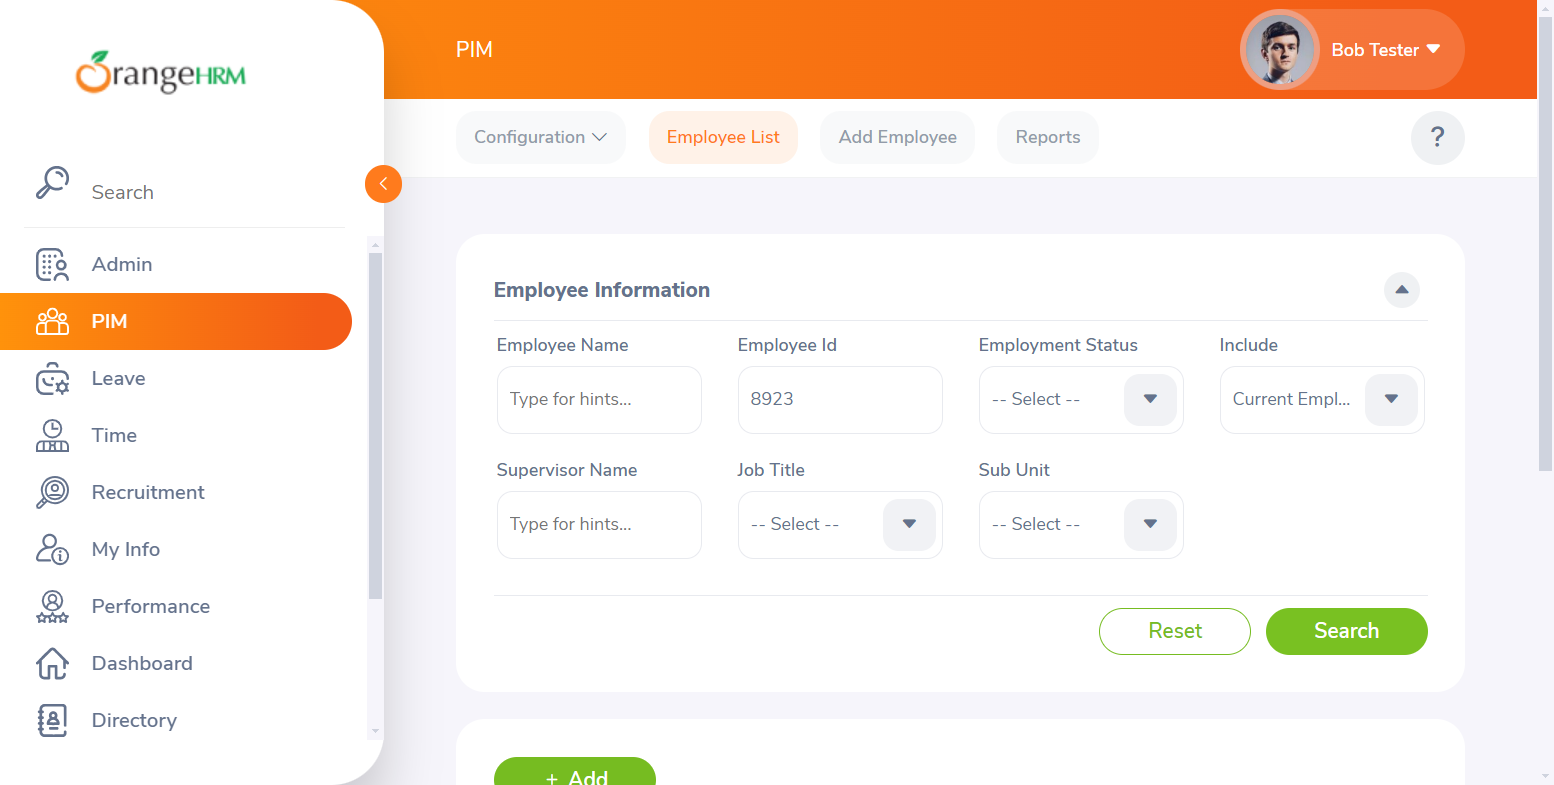 OrangeHRM
PIM
Bob Tester
Configuration
Employee List
Add Employee
Reports
?
Search
Admin
PIM
Leave
Time
Recruitment
My Info
Performance
Dashboard
Directory
Employee Information
Employee Name
Employee Id
Employment Status
Include
Type for hints...
8923
-- Select --
Current Empl...
Supervisor Name
Job Title
Sub Unit
Type for hints...
-- Select --
-- Select --
Reset
Search
+ Add